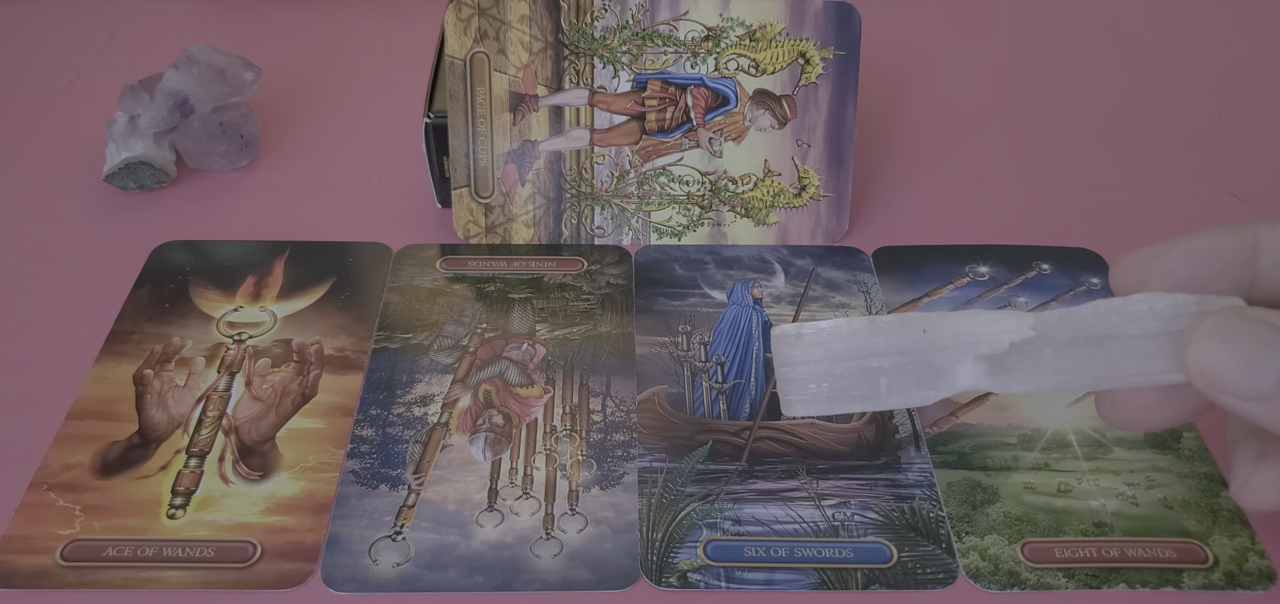 PAGE OF CUPS
NINE OF WANDS
ACE OF WANDS
SIX OF SWORDS
EIGHT OF WANDS